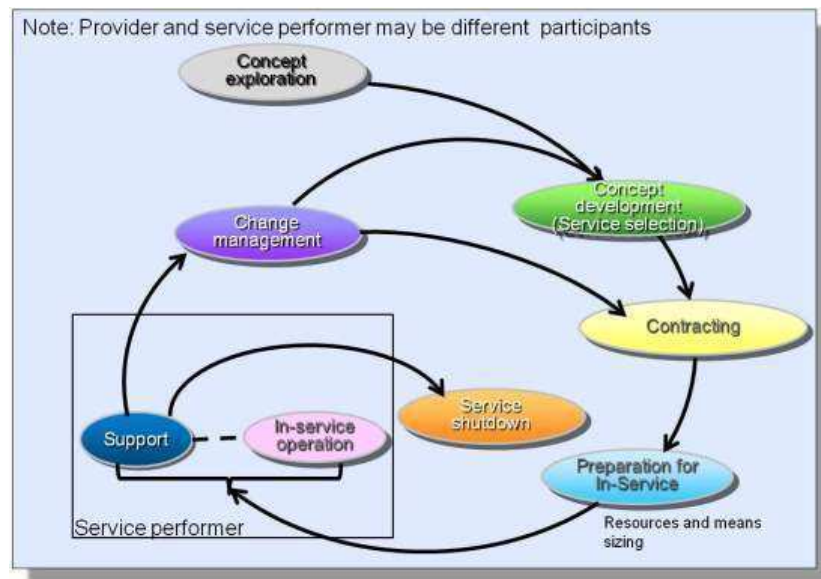 Note: Provider and service performer may be different participants
Concept
exploration
Concept
development
(Service selection)
Change
management
Contracting
Service
shutdown
Support
In-service
operation
Preparation for
In-Service
Resources and means
sizing
Service performer